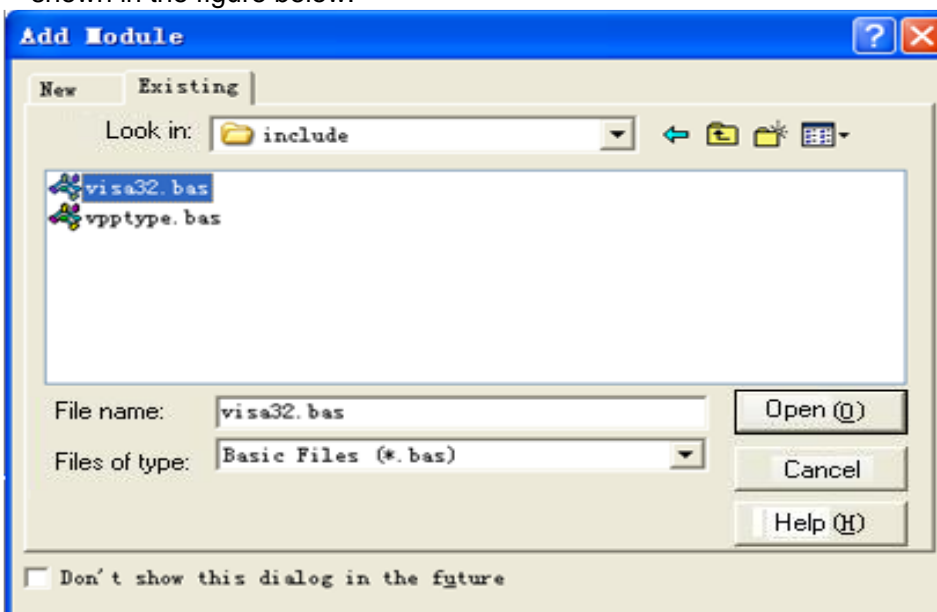 shown in the figure below.
Add Module
New Existing
Look in: include
visa32.bas
vpptype.bas
File name: visa32.bas Open (O)
Files of type: Basic Files (*.bas) Cancel
Help (H)
Don't show this dialog in the future